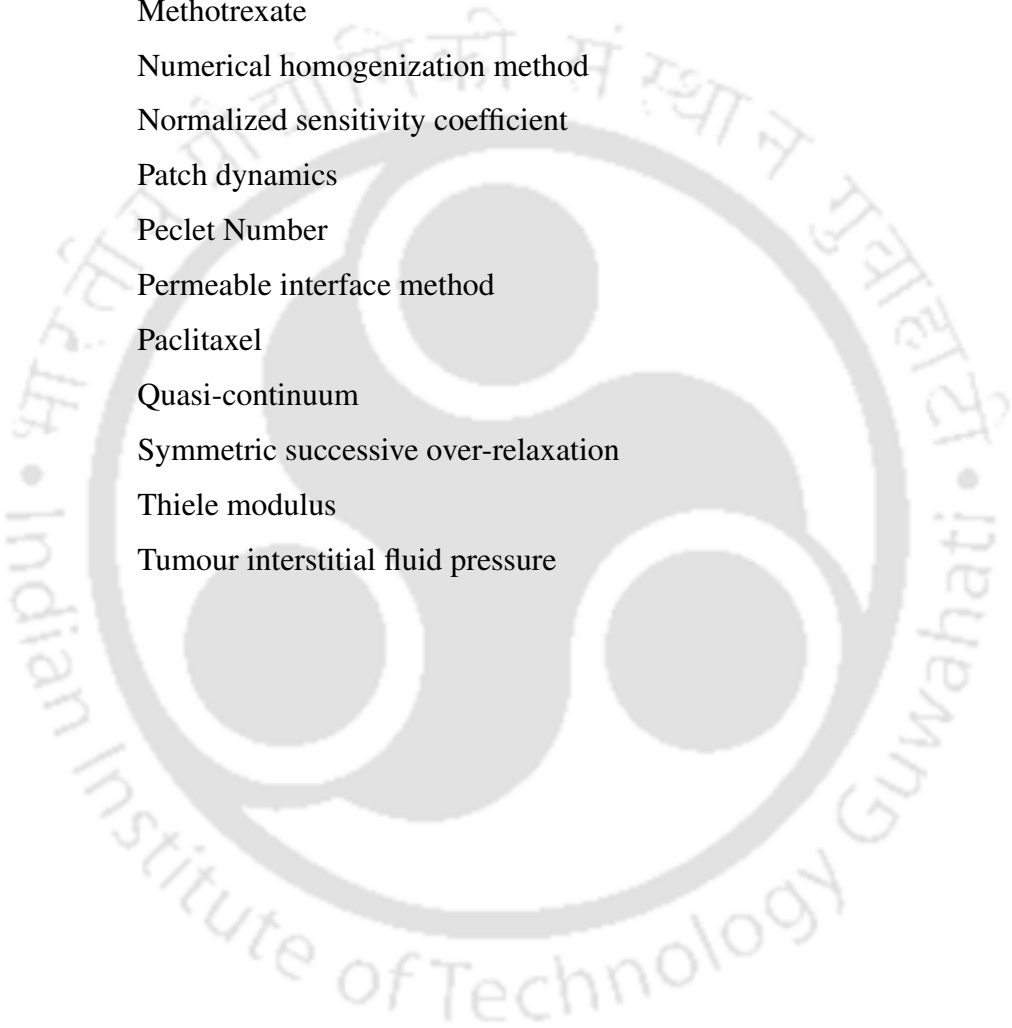 Methotrexate
Numerical homogenization method
Normalized sensitivity coefficient
Patch dynamics
Peclet Number
Permeable interface method
Paclitaxel
Quasi-continuum
Symmetric successive over-relaxation
Thiele modulus
Tumour interstitial fluid pressure
भारतीय प्रौद्योगिकी संस्थान गुवाहाटी
Indian Institute of Technology Guwahati